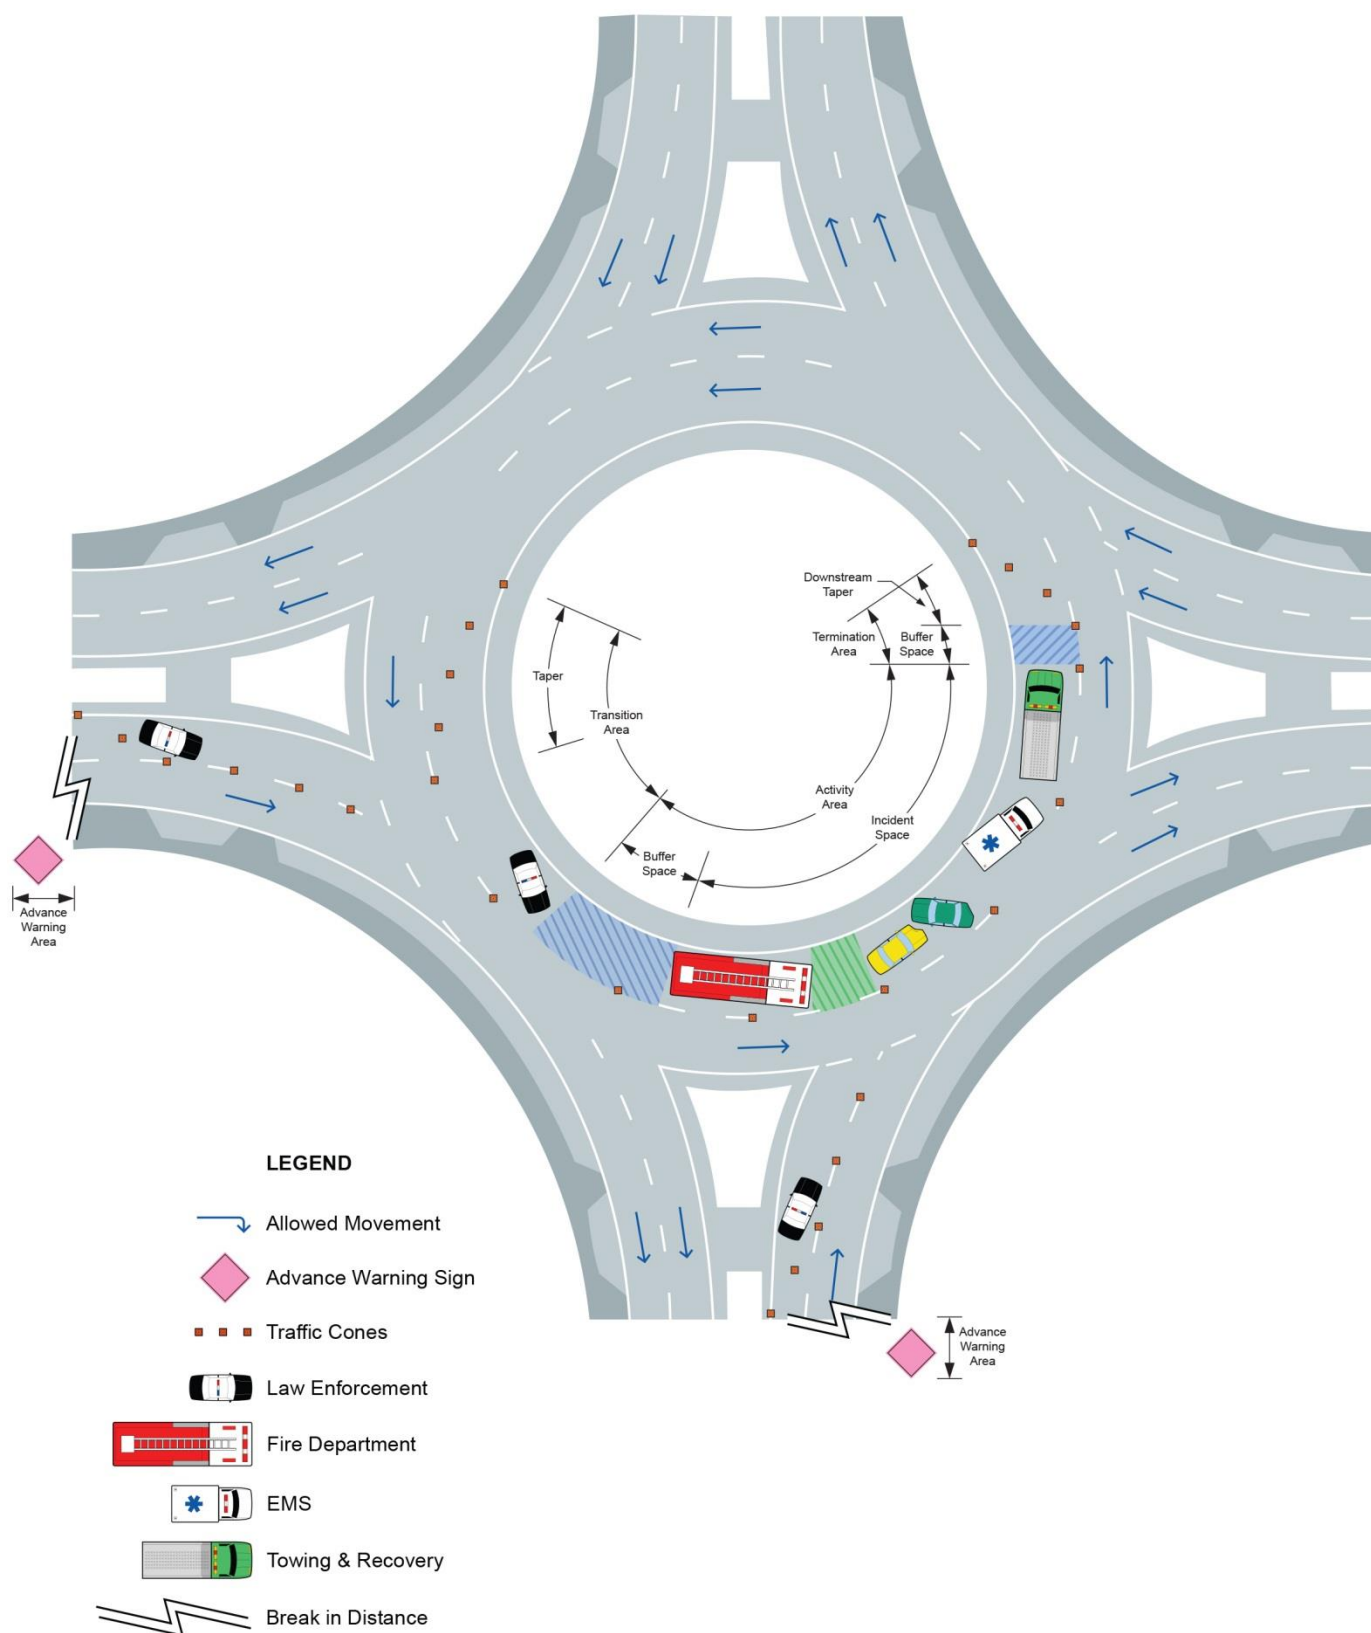 Downstream
Taper
Termination
Area
Buffer
Space
Taper
Transition
Area
Activity
Area
Incident
Space
Buffer
Space
Advance
Warning
Area
LEGEND
Allowed Movement
Advance Warning Sign
Traffic Cones
Law Enforcement
Fire Department
EMS
Towing & Recovery
Break in Distance
Advance
Warning
Area